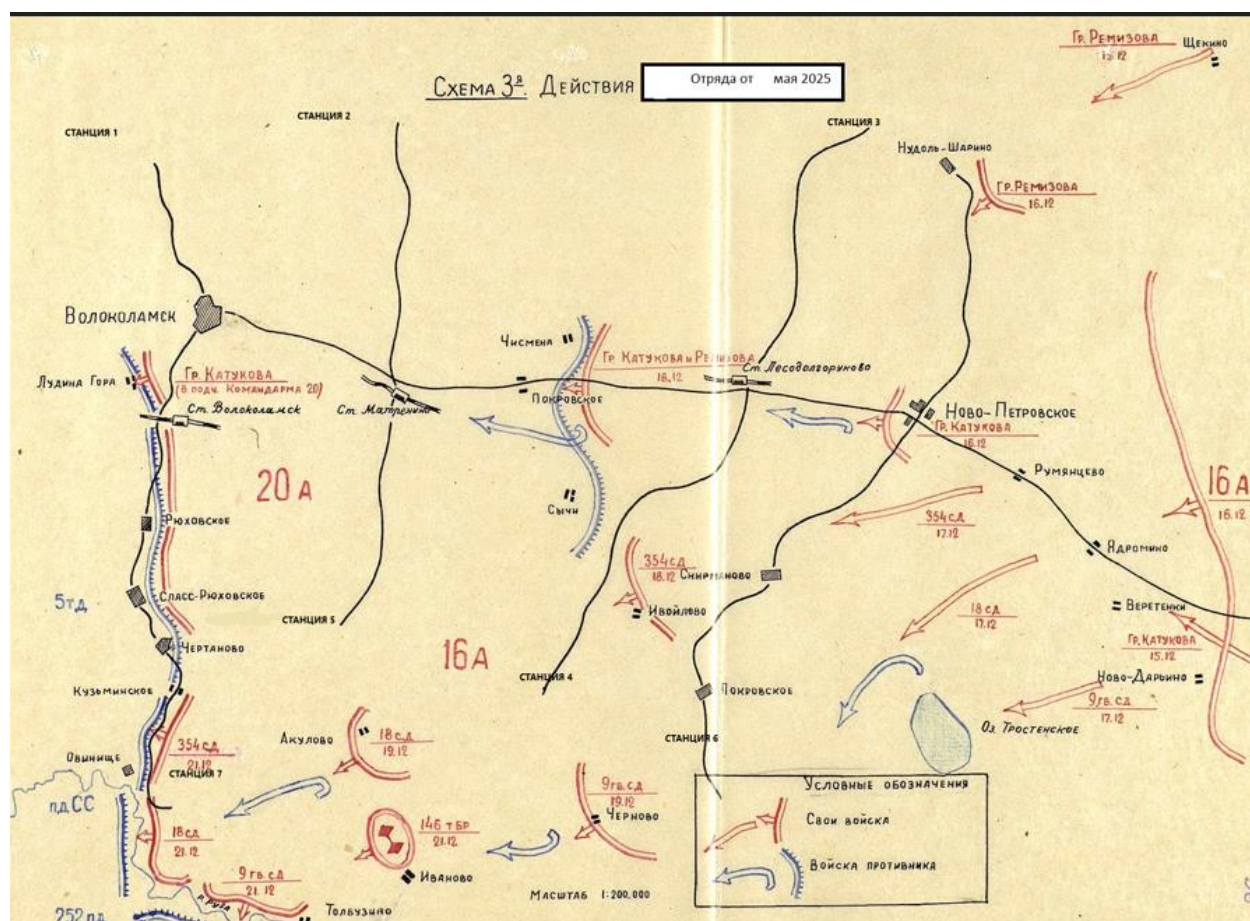 Гр. Ремизова
15.12
Щекино
Схема 3ª. Действия
Отряда от мая 2025
СТАНЦИЯ 1
СТАНЦИЯ 2
СТАНЦИЯ 3
Нудоль-Шарино
Гр. Ремизова
16.12
Волоколамск
Чисмена
Гр. Катукова и Ремизова
16.12
Ст. Лесодолгоруково
Лудина Гора
Гр. Катукова
(В подч. Командарма 20)
Ст. Волоколамск
Ст. Матренино
Покровское
Ново-Петровское
Гр. Катукова
16.12
20 А
Сычи
Румянцево
16 А
16.12
354 сд
17.12
Рюховское
Ядромино
354 сд
18.12
Снирманово
Спасс-Рюховское
5 тд
Ивойлово
18 сд
17.12
Веретенки
СТАНЦИЯ 5
Чертаново
16 А
Гр. Катукова
15.12
Кузьминское
СТАНЦИЯ 4
Покровское
Ново-Дарьино
9 гв. сд
17.12
Оз. Тростенское
Акулово
18 сд
19.12
354 сд
21.12
СТАНЦИЯ 6
Овинище
СТАНЦИЯ 7
пд СС
9 гв. сд
19.12
Черново
Условные обозначения
Свои войска
Войска противника
18 сд
21.12
146 т бр
21.12
Иваново
Масштаб 1:200.000
9 гв. сд
21.12
р. Руза
Толбузино
252 пд